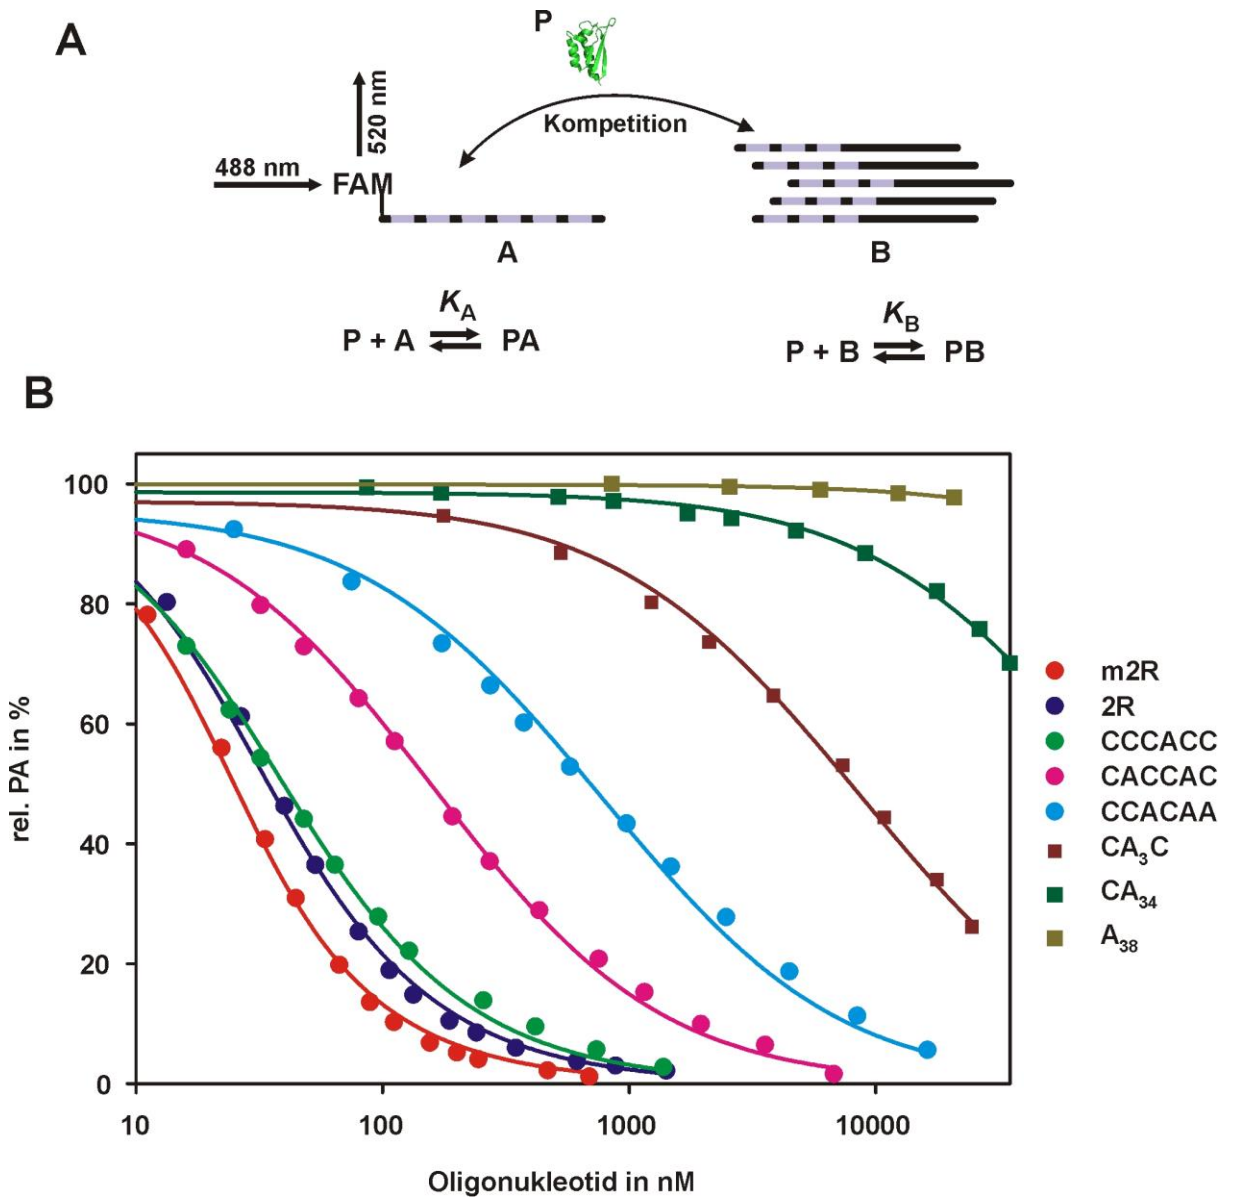 A
P
Kompetition
520 nm
488 nm
FAM
A
B
K_A
P + A ⇌ PA
K_B
P + B ⇌ PB
B
rel. PA in %
100
80
60
40
20
0
10
100
1000
10000
Oligonukleotid in nM
m2R
2R
CCCACC
CACCAC
CCACAA
CA₃C
CA₃₄
A₃₈